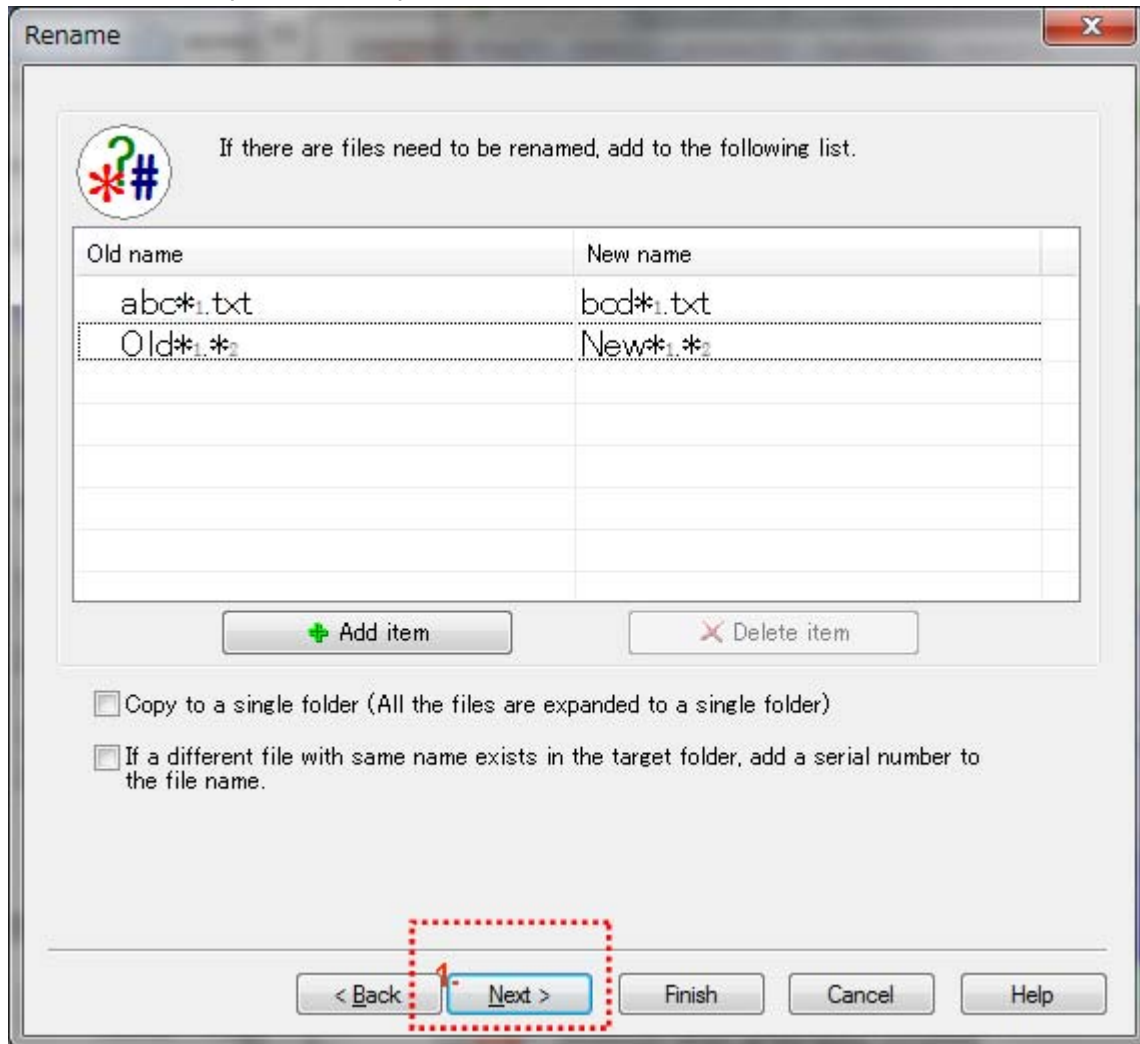 Rename
?
*#
If there are files need to be renamed, add to the following list.
Old name New name
abc*1.txt bcd*1.txt
Old*1.*2 New*1.*2
Add item Delete item
Copy to a single folder (All the files are expanded to a single folder)
If a different file with same name exists in the target folder, add a serial number to
the file name.
1.
< Back Next > Finish Cancel Help